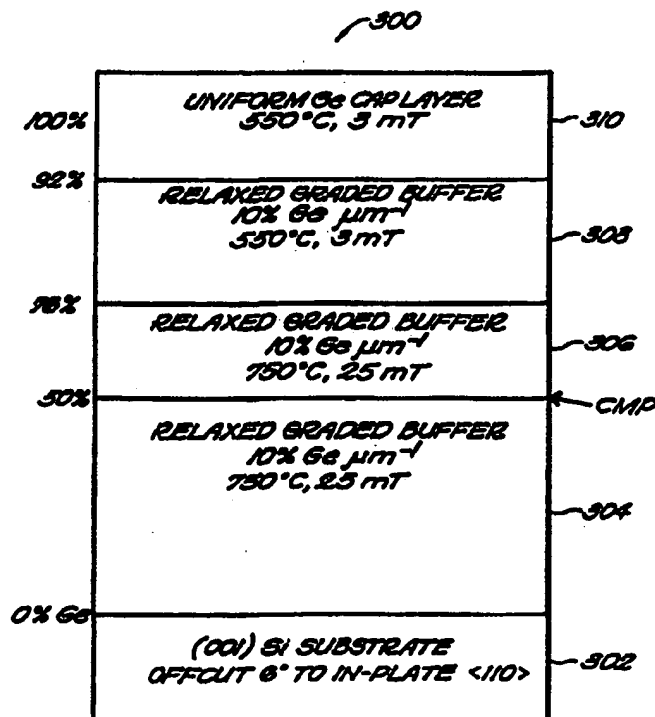 300
UNIFORM Ge CAP LAYER
550°C, 3 mT
100%
310
92%
RELAXED GRADED BUFFER
10% Ge μm⁻¹
550°C, 3 mT
308
76%
RELAXED GRADED BUFFER
10% Ge μm⁻¹
750°C, 25 mT
306
50%
CMP
RELAXED GRADED BUFFER
10% Ge μm⁻¹
750°C, 25 mT
304
0% Ge
(001) Si SUBSTRATE
OFFCUT 6° TO IN-PLATE <110>
302